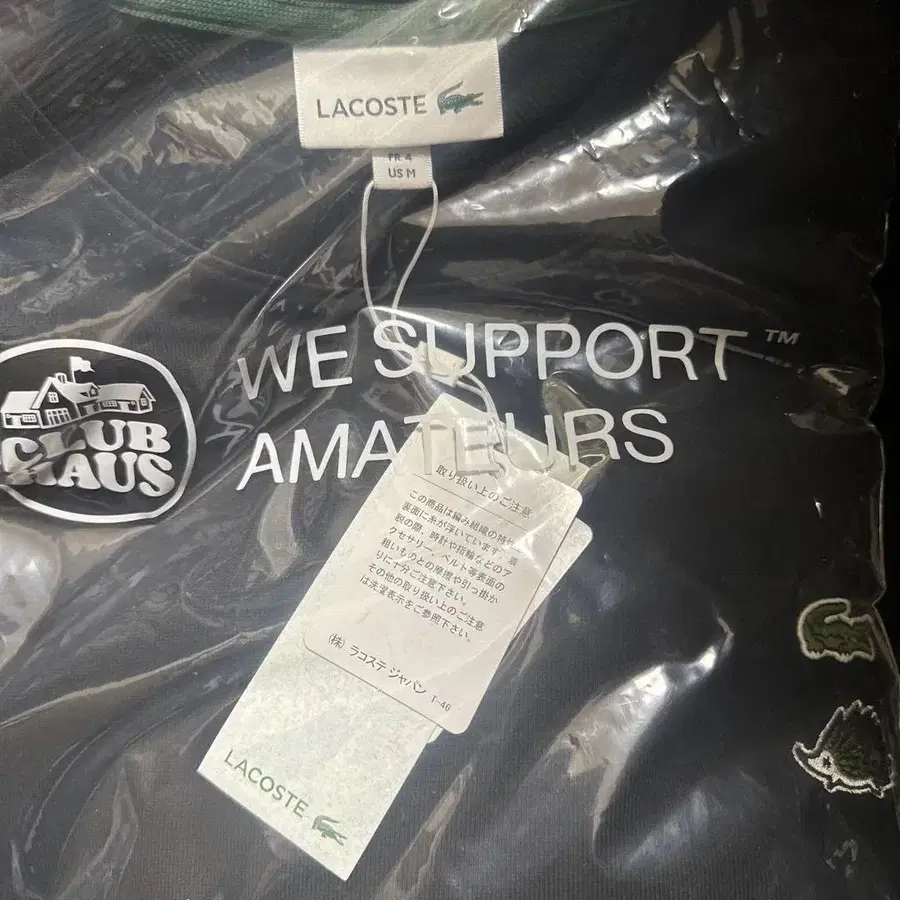 LACOSTE
FR 4
US M
WE SUPPORT ™
AMATEURS
CLUB
HAUS
取り扱い上のご注意
この商品は編み組織の特性
裏面に糸が浮いています。着
脱の際、時計や指輪などのア
クセサリー、ベルト等表面の
粗いものとの摩擦や引っ掛か
りに十分ご注意下さい。
その他の取り扱い上のご注意
は洗濯表示をご参照下さい。
(株) ラコステ ジャパン T-46
LACOSTE